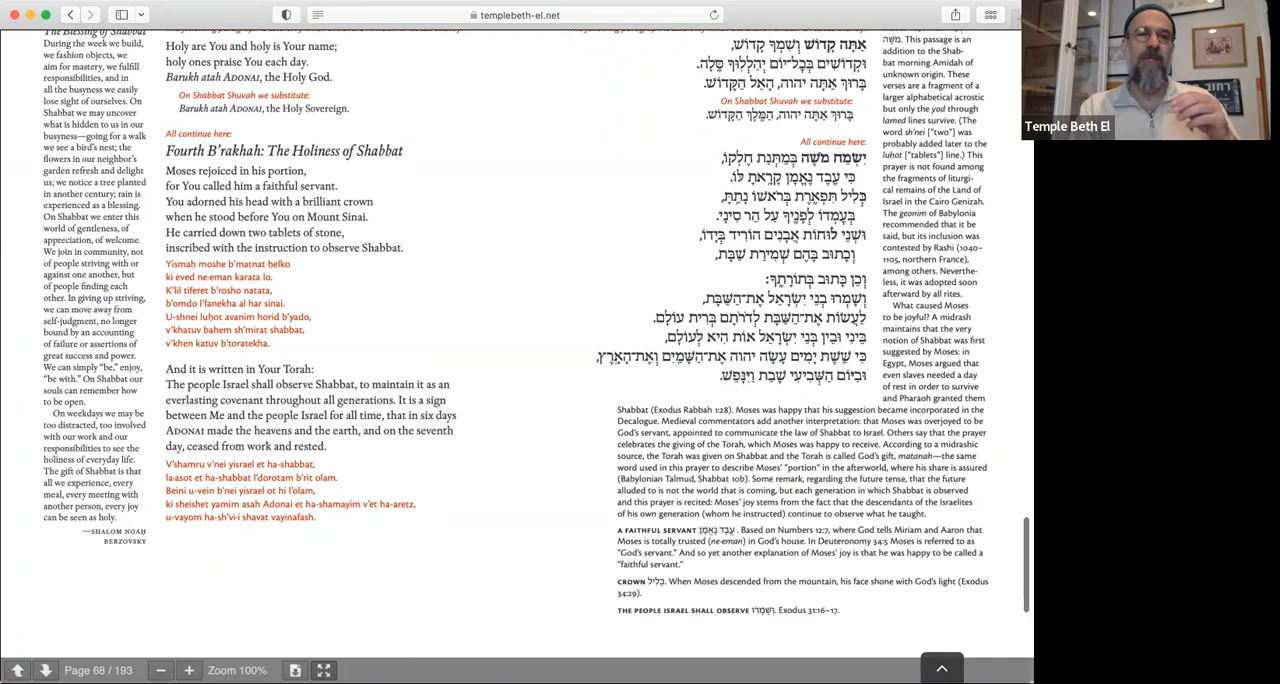 templebeth-el.net
The Blessing of Shabbat
During the week we build,
we fashion objects, we
aim for mastery, we fulfill
responsibilities, and in
all the busyness we easily
lose sight of ourselves. On
Shabbat we may uncover
what is hidden to us in our
busyness—going for a walk
we see a bird's nest; the
flowers in our neighbor's
garden refresh and delight
us; we notice a tree planted
in another century; rain is
experienced as a blessing.
On Shabbat we enter this
world of gentleness, of
appreciation, of welcome.
We join in community, not
of people striving with or
against one another, but
of people finding each
other. In giving up striving,
we can move away from
self-judgment, no longer
bound by an accounting
of failure or assertions of
great success and power.
We can simply "be," enjoy,
"be with." On Shabbat our
souls can remember how
to be open.
On weekdays we may be
too distracted, too involved
with our work and our
responsibilities to see the
holiness of everyday life.
The gift of Shabbat is that
all we experience, every
meal, every meeting with
another person, every joy
can be seen as holy.
—SHALOM NOAḤ
BERZOVSKY
Holy are You and holy is Your name;
holy ones praise You each day.
Barukh atah ADONAI, the Holy God.
On Shabbat Shuvah we substitute:
Barukh atah ADONAI, the Holy Sovereign.
All continue here:
Fourth B'rakhah: The Holiness of Shabbat
Moses rejoiced in his portion,
for You called him a faithful servant.
You adorned his head with a brilliant crown
when he stood before You on Mount Sinai.
He carried down two tablets of stone,
inscribed with the instruction to observe Shabbat.
Yismaḥ moshe b'matnat ḥelko
ki eved ne·eman karata lo.
K'lil tiferet b'rosho natata,
b'omdo l'fanekha al har sinai.
U-shnei luḥot avanim horid b'yado,
v'khatuv bahem sh'mirat shabbat,
v'khen katuv b'toratekha.
And it is written in Your Torah:
The people Israel shall observe Shabbat, to maintain it as an
everlasting covenant throughout all generations. It is a sign
between Me and the people Israel for all time, that in six days
ADONAI made the heavens and the earth, and on the seventh
day, ceased from work and rested.
V'shamru v'nei yisrael et ha-shabbat,
la·asot et ha-shabbat l'dorotam b'rit olam.
Beini u-vein b'nei yisrael ot hi l'olam,
ki sheishet yamim asah Adonai et ha-shamayim v'et ha-aretz,
u-vayom ha-sh'vi·i shavat vayinafash.
אַתָּה קָדוֹשׁ וְשִׁמְךָ קָדוֹשׁ,
וּקְדוֹשִׁים בְּכׇל־יוֹם יְהַלְלוּךָ סֶּלָה.
בָּרוּךְ אַתָּה יהוה, הָאֵל הַקָּדוֹשׁ.
On Shabbat Shuvah we substitute:
בָּרוּךְ אַתָּה יהוה, הַמֶּלֶךְ הַקָּדוֹשׁ.
All continue here:
יִשְׂמַח מֹשֶׁה בְּמַתְּנַת חֶלְקוֹ,
כִּי עֶבֶד נֶאֱמָן קָרָאתָ לּוֹ.
כְּלִיל תִּפְאֶרֶת בְּרֹאשׁוֹ נָתַתָּ,
בְּעׇמְדוֹ לְפָנֶיךָ עַל הַר סִינַי.
וּשְׁנֵי לוּחוֹת אֲבָנִים הוֹרִיד בְּיָדוֹ,
וְכָתוּב בָּהֶם שְׁמִירַת שַׁבָּת,
וְכֵן כָּתוּב בְּתוֹרָתֶךָ:
וְשָׁמְרוּ בְנֵי יִשְׂרָאֵל אֶת־הַשַּׁבָּת,
לַעֲשׂוֹת אֶת־הַשַּׁבָּת לְדֹרֹתָם בְּרִית עוֹלָם.
בֵּינִי וּבֵין בְּנֵי יִשְׂרָאֵל אוֹת הִיא לְעוֹלָם,
כִּי שֵׁשֶׁת יָמִים עָשָׂה יהוה אֶת־הַשָּׁמַיִם וְאֶת־הָאָרֶץ,
וּבַיּוֹם הַשְּׁבִיעִי שָׁבַת וַיִּנָּפַשׁ.
משֶׁה. This passage is an
addition to the Shab-
bat morning Amidah of
unknown origin. These
verses are a fragment of a
larger alphabetical acrostic
but only the yod through
lamed lines survive. (The
word sh'nei ["two"] was
probably added later to the
luḥot ["tablets"] line.) This
prayer is not found among
the fragments of liturgi-
cal remains of the Land of
Israel in the Cairo Genizah.
The geonim of Babylonia
recommended that it be
said, but its inclusion was
contested by Rashi (1040–
1105, northern France),
among others. Neverthe-
less, it was adopted soon
afterward by all rites.
What caused Moses
to be joyful? A midrash
maintains that the very
notion of Shabbat was first
suggested by Moses: in
Egypt, Moses argued that
even slaves needed a day
of rest in order to survive
and Pharaoh granted them
Shabbat (Exodus Rabbah 1:28). Moses was happy that his suggestion became incorporated in the
Decalogue. Medieval commentators add another interpretation: that Moses was overjoyed to be
God's servant, appointed to communicate the law of Shabbat to Israel. Others say that the prayer
celebrates the giving of the Torah, which Moses was happy to receive. According to a midrashic
source, the Torah was given on Shabbat and the Torah is called God's gift, matanah—the same
word used in this prayer to describe Moses' "portion" in the afterworld, where his share is assured
(Babylonian Talmud, Shabbat 10b). Some remark, regarding the future tense, that the future
alluded to is not the world that is coming, but each generation in which Shabbat is observed
and this prayer is recited: Moses' joy stems from the fact that the descendants of the Israelites
of his own generation (whom he instructed) continue to observe what he taught.
A FAITHFUL SERVANT עֶבֶד נֶאֱמָן. Based on Numbers 12:7, where God tells Miriam and Aaron that
Moses is totally trusted (ne·eman) in God's house. In Deuteronomy 34:5 Moses is referred to as
"God's servant." And so yet another explanation of Moses' joy is that he was happy to be called a
"faithful servant."
CROWN כְּלִיל. When Moses descended from the mountain, his face shone with God's light (Exodus
34:29).
THE PEOPLE ISRAEL SHALL OBSERVE וְשָׁמְרוּ. Exodus 31:16–17.
Temple Beth El
Page 68 / 193
Zoom 100%